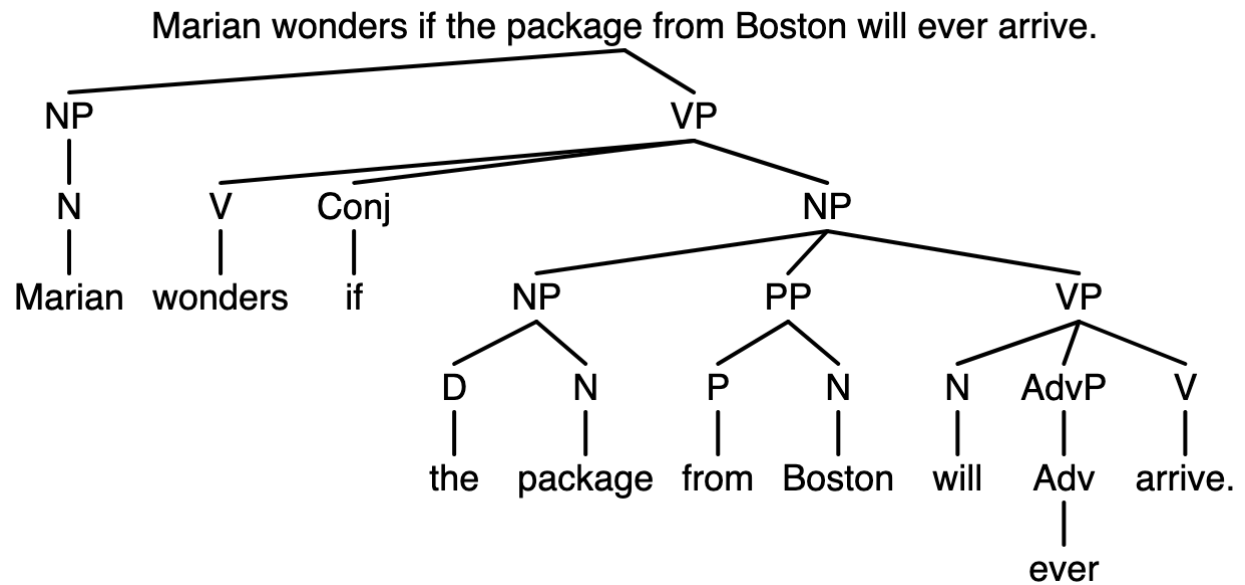 Marian wonders if the package from Boston will ever arrive.
NP VP
N V Conj NP
Marian wonders if NP PP VP
D N P N N AdvP V
the package from Boston will Adv arrive.
ever